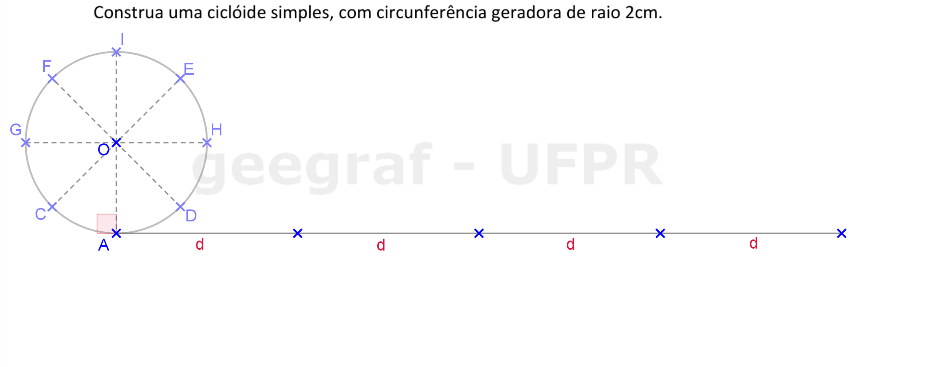 Construa uma ciclóide simples, com circunferência geradora de raio 2cm.
I
F
E
G
H
O
geegraf - UFPR
C
D
A
d
d
d
d